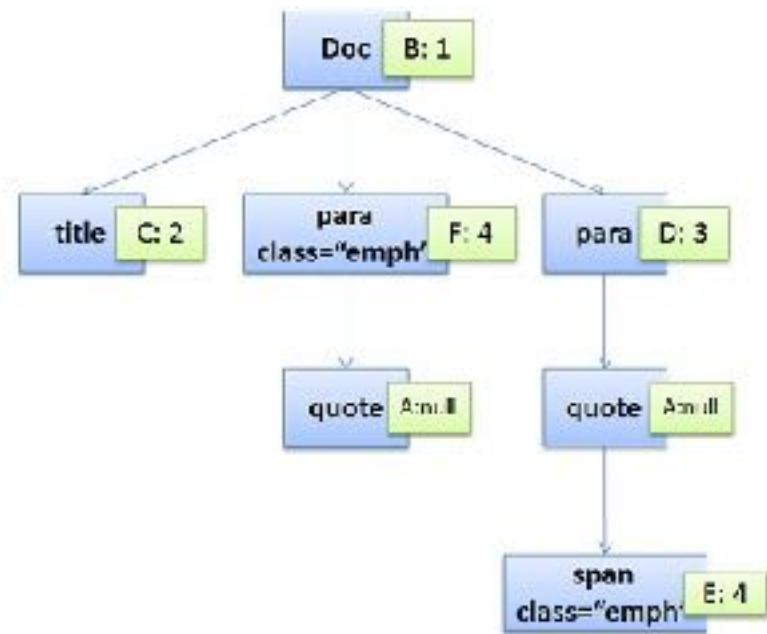 Doc
B: 1
title
C: 2
para
class="emph"
F: 4
para
D: 3
quote
A:null
quote
A:null
span
class="emph"
E: 4